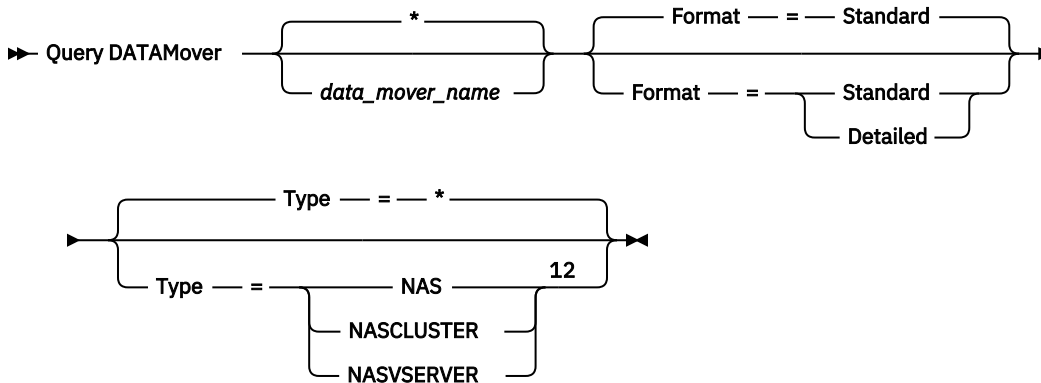 *
Format = Standard
Query DATAMover
data_mover_name
Format = Standard
Detailed
Type = *
Type = NAS 12
NASCLUSTER
NASVSERVER